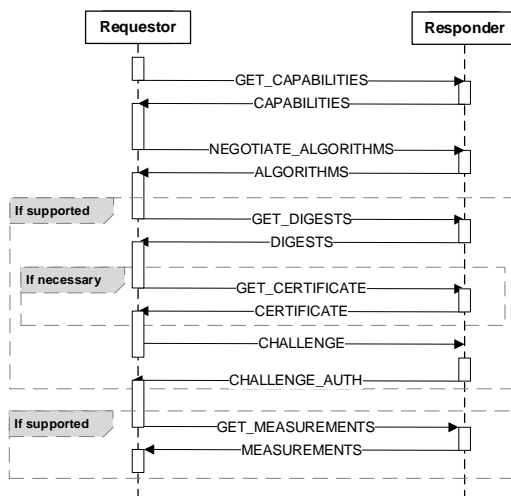 Requestor
Responder
GET_CAPABILITIES
CAPABILITIES
NEGOTIATE_ALGORITHMS
ALGORITHMS
If supported
GET_DIGESTS
DIGESTS
If necessary
GET_CERTIFICATE
CERTIFICATE
CHALLENGE
CHALLENGE_AUTH
If supported
GET_MEASUREMENTS
MEASUREMENTS